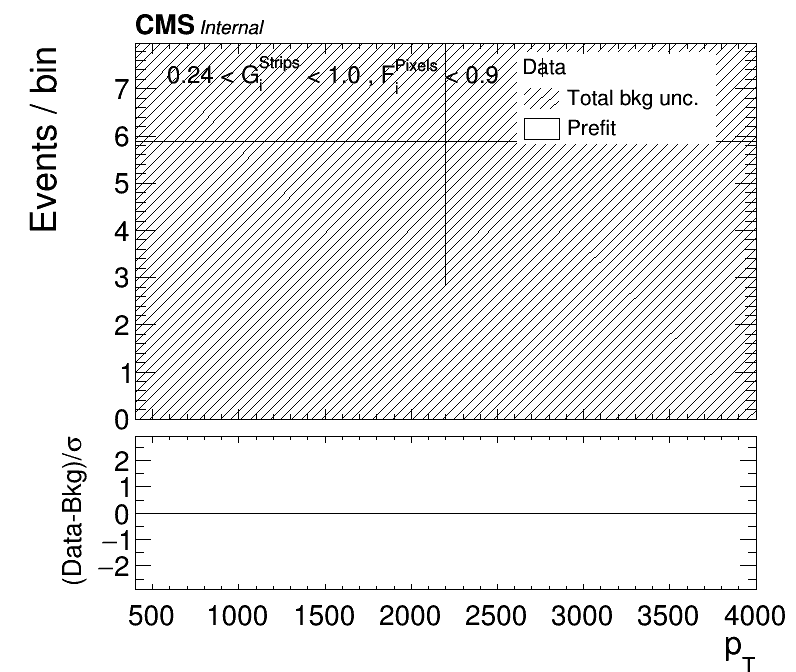 CMS Internal
0.24 < G_i^Strips < 1.0 , F_i^Pixels < 0.9
Data
Total bkg unc.
Prefit
Events / bin
7
6
5
4
3
2
1
0
(Data-Bkg)/σ
2
1
0
−1
−2
500 1000 1500 2000 2500 3000 3500 4000
p_T